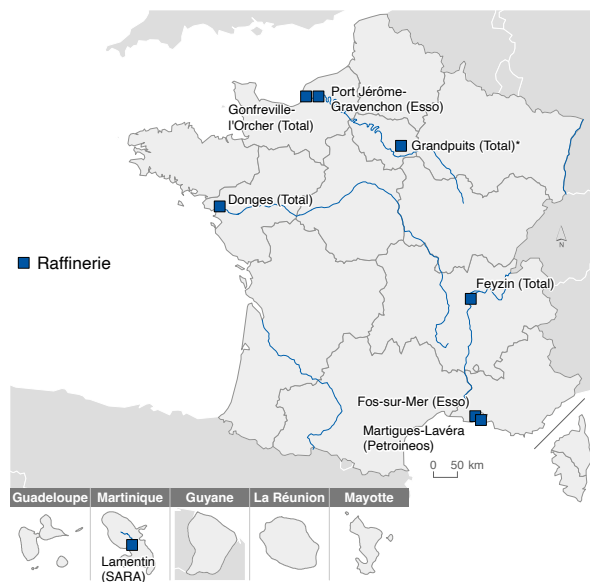 Port Jérôme-
Gravenchon (Esso)
Gonfreville-
l'Orcher (Total)
Grandpuits (Total)*
Donges (Total)
N
Raffinerie
Feyzin (Total)
Fos-sur-Mer (Esso)
Martigues-Lavéra
(Petroineos)
0 50 km
Guadeloupe Martinique Guyane La Réunion Mayotte
Lamentin
(SARA)